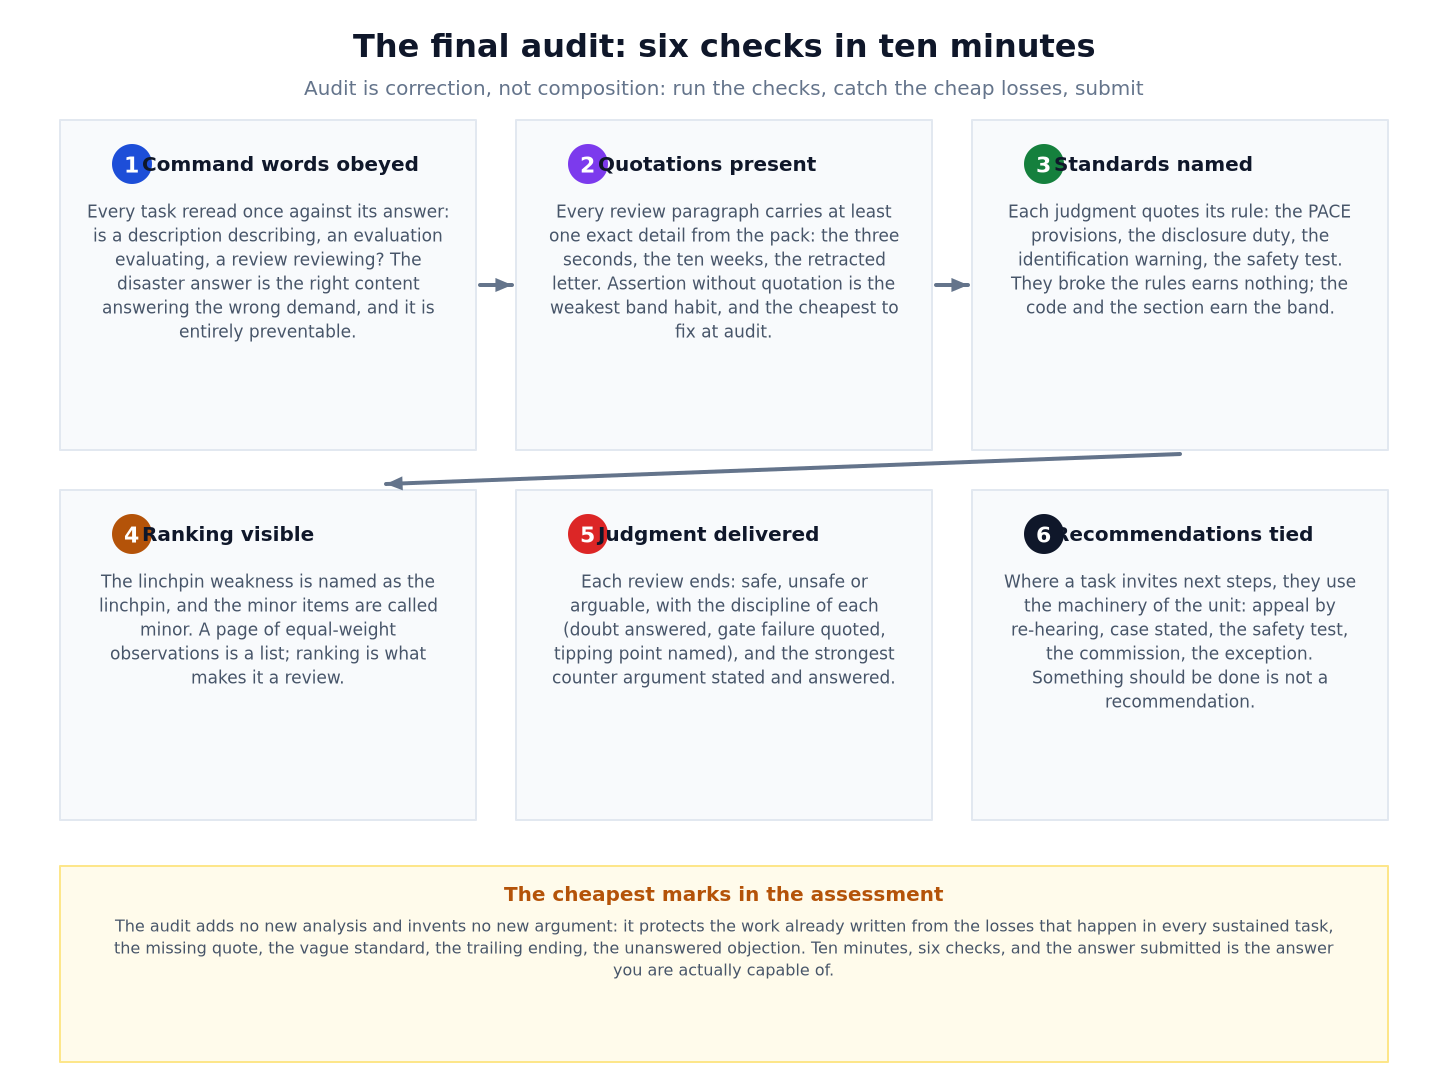 The final audit: six checks in ten minutes
Audit is correction, not composition: run the checks, catch the cheap losses, submit
1 Command words obeyed
Every task reread once against its answer:
is a description describing, an evaluation
evaluating, a review reviewing? The
disaster answer is the right content
answering the wrong demand, and it is
entirely preventable.
2 Quotations present
Every review paragraph carries at least
one exact detail from the pack: the three
seconds, the ten weeks, the retracted
letter. Assertion without quotation is the
weakest band habit, and the cheapest to
fix at audit.
3 Standards named
Each judgment quotes its rule: the PACE
provisions, the disclosure duty, the
identification warning, the safety test.
They broke the rules earns nothing; the
code and the section earn the band.
4 Ranking visible
The linchpin weakness is named as the
linchpin, and the minor items are called
minor. A page of equal-weight
observations is a list; ranking is what
makes it a review.
5 Judgment delivered
Each review ends: safe, unsafe or
arguable, with the discipline of each
(doubt answered, gate failure quoted,
tipping point named), and the strongest
counter argument stated and answered.
6 Recommendations tied
Where a task invites next steps, they use
the machinery of the unit: appeal by
re-hearing, case stated, the safety test,
the commission, the exception.
Something should be done is not a
recommendation.
The cheapest marks in the assessment
The audit adds no new analysis and invents no new argument: it protects the work already written from the losses that happen in every sustained task,
the missing quote, the vague standard, the trailing ending, the unanswered objection. Ten minutes, six checks, and the answer submitted is the answer
you are actually capable of.